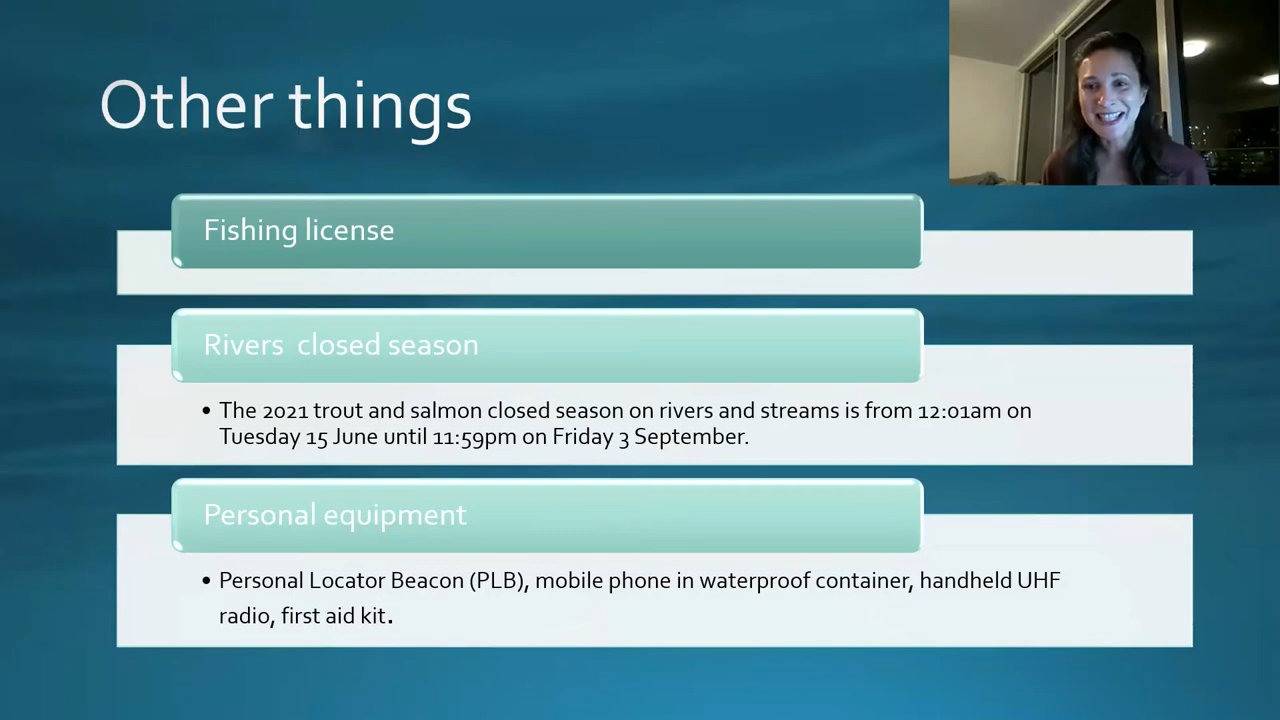 Other things
Fishing license
Rivers  closed season
• The 2021 trout and salmon closed season on rivers and streams is from 12:01am on
Tuesday 15 June until 11:59pm on Friday 3 September.
Personal equipment
• Personal Locator Beacon (PLB), mobile phone in waterproof container, handheld UHF
radio, first aid kit.